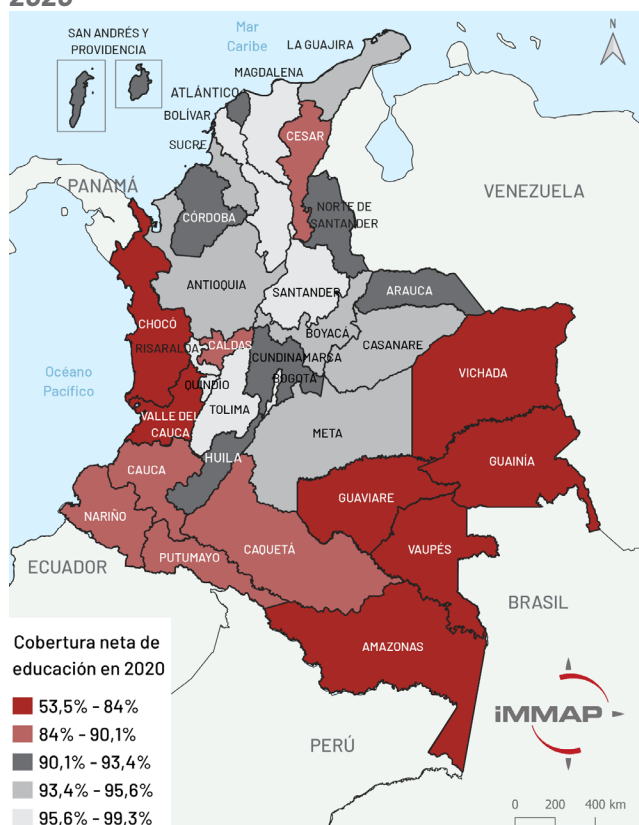 2020
Mar
Caribe
N
SAN ANDRÉS Y
PROVIDENCIA
LA GUAJIRA
MAGDALENA
ATLÁNTICO
BOLÍVAR
SUCRE
CESAR
PANAMÁ
VENEZUELA
CÓRDOBA
NORTE DE
SANTANDER
ANTIOQUIA
SANTANDER
ARAUCA
CHOCÓ
BOYACÁ
RISARALDA
CALDAS
CASANARE
CUNDINAMARCA
Océano
Pacífico
VICHADA
BOGOTÁ
QUINDÍO
TOLIMA
VALLE DEL
CAUCA
META
HUILA
CAUCA
GUAINÍA
GUAVIARE
NARIÑO
VAUPÉS
CAQUETÁ
PUTUMAYO
ECUADOR
BRASIL
AMAZONAS
Cobertura neta de
educación en 2020
53,5% - 84%
84% - 90,1%
90,1% - 93,4%
93,4% - 95,6%
95,6% - 99,3%
iMMAP
PERÚ
0 200 400 km